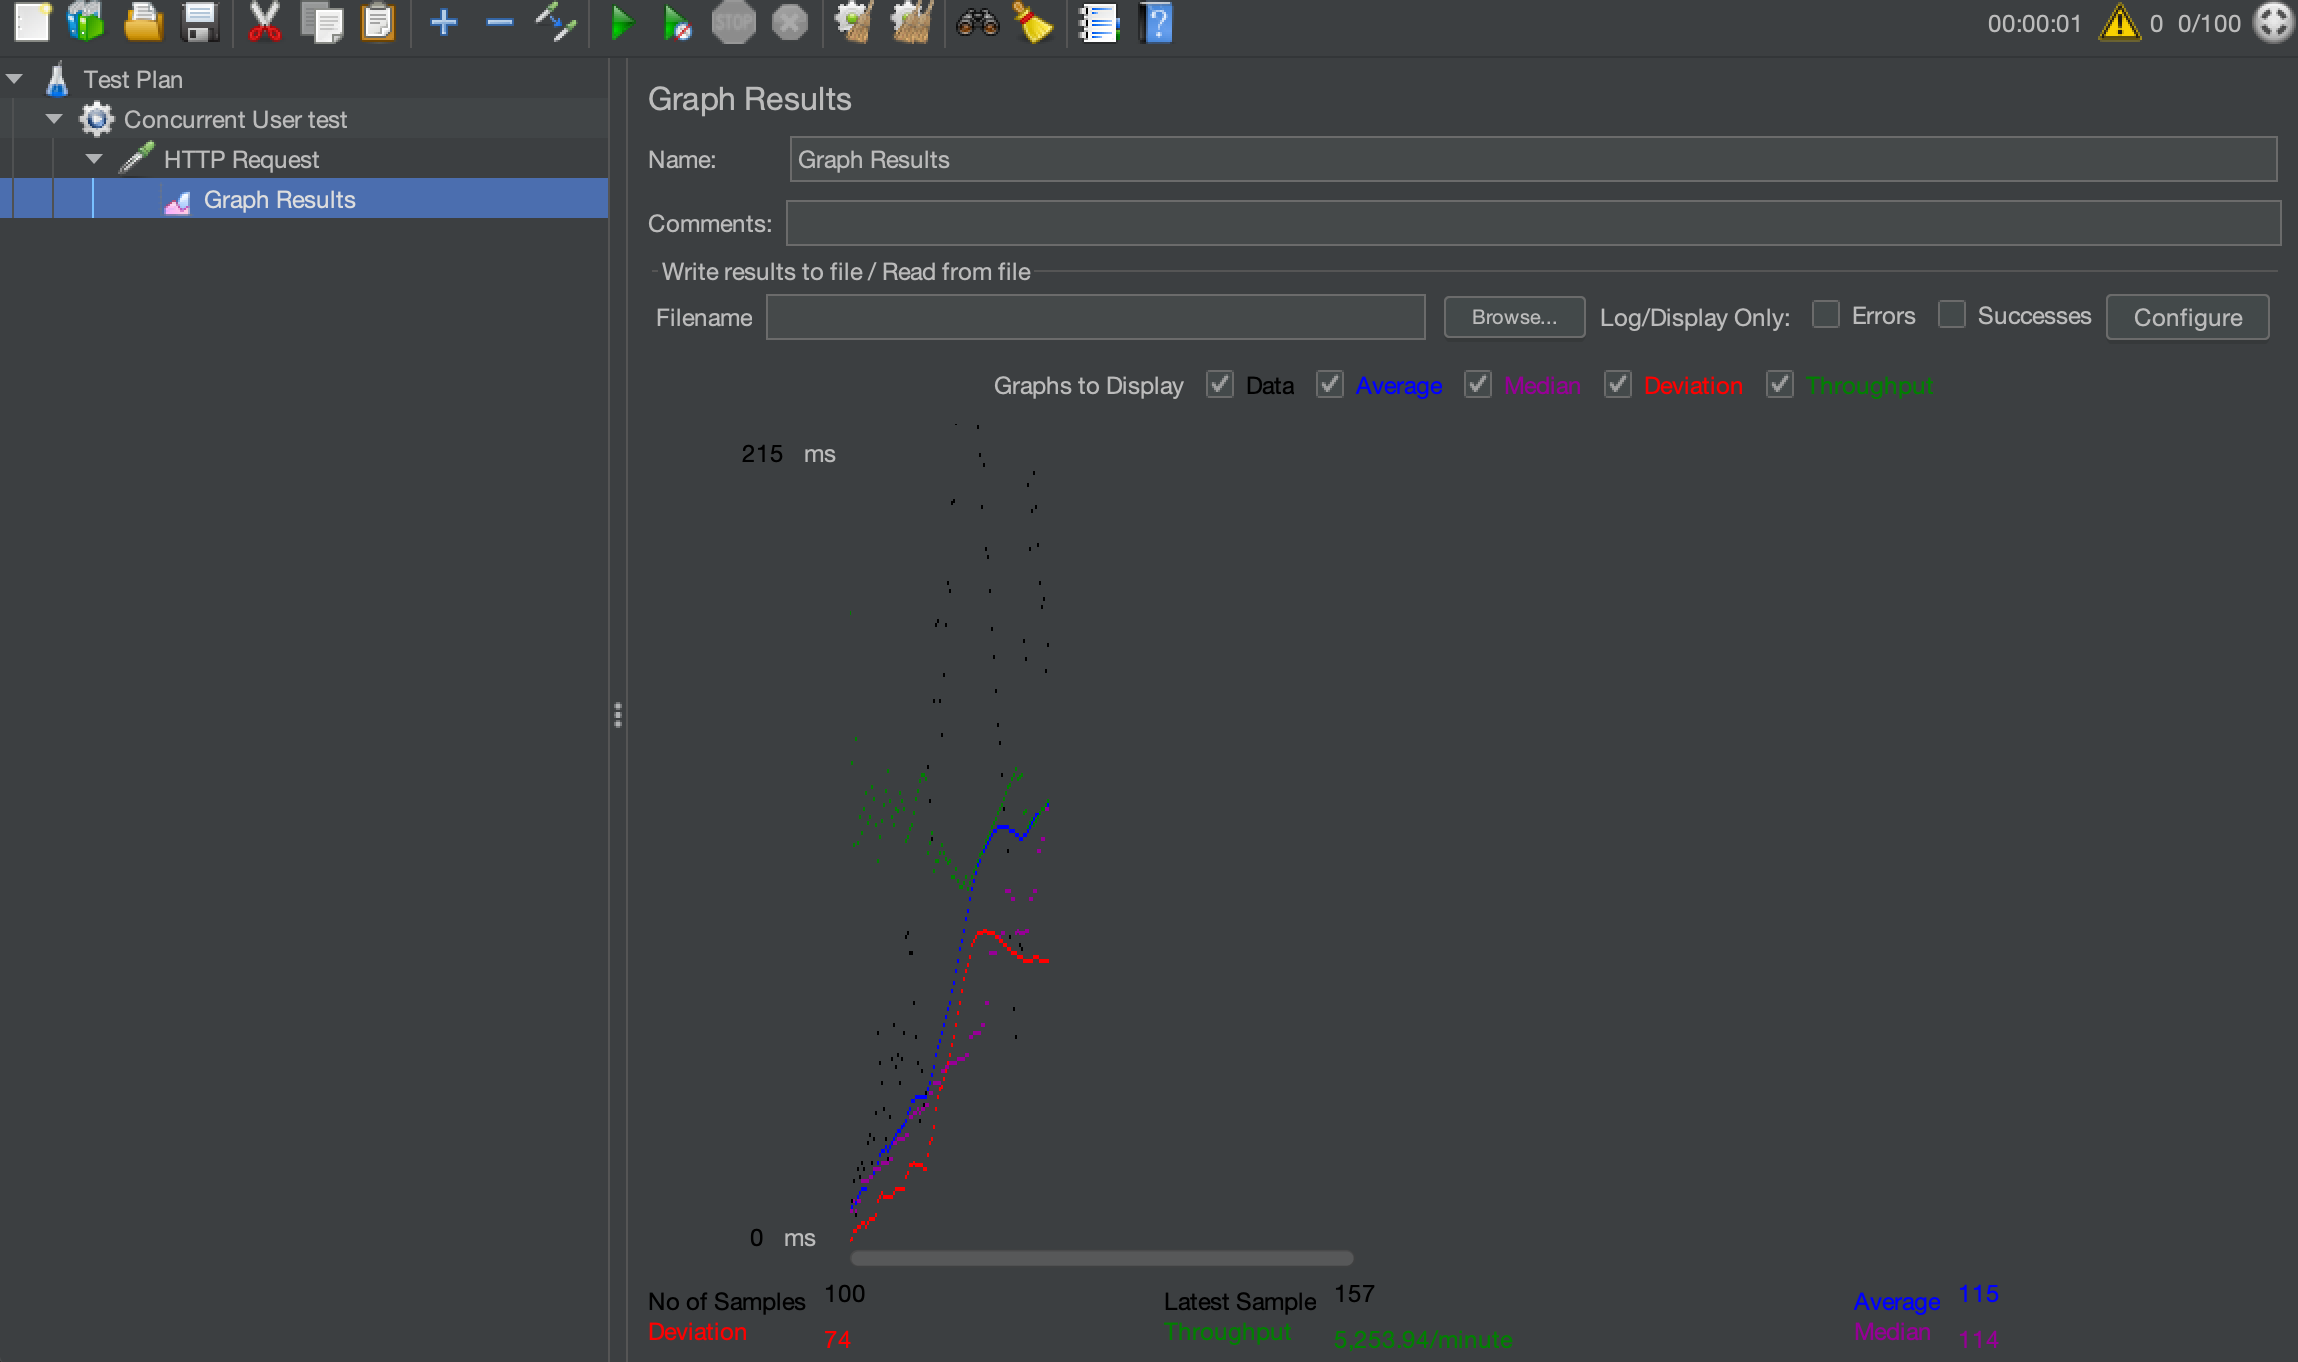 STOP
00:00:01 0 0/100
Test Plan
Concurrent User test
HTTP Request
Graph Results
Graph Results
Name: Graph Results
Comments:
Write results to file / Read from file
Filename Browse... Log/Display Only: Errors Successes Configure
Graphs to Display Data Average Median Deviation Throughput
215 ms
0 ms
No of Samples 100 Latest Sample 157 Average 115
Deviation 74 Throughput 5,253.94/minute Median 114